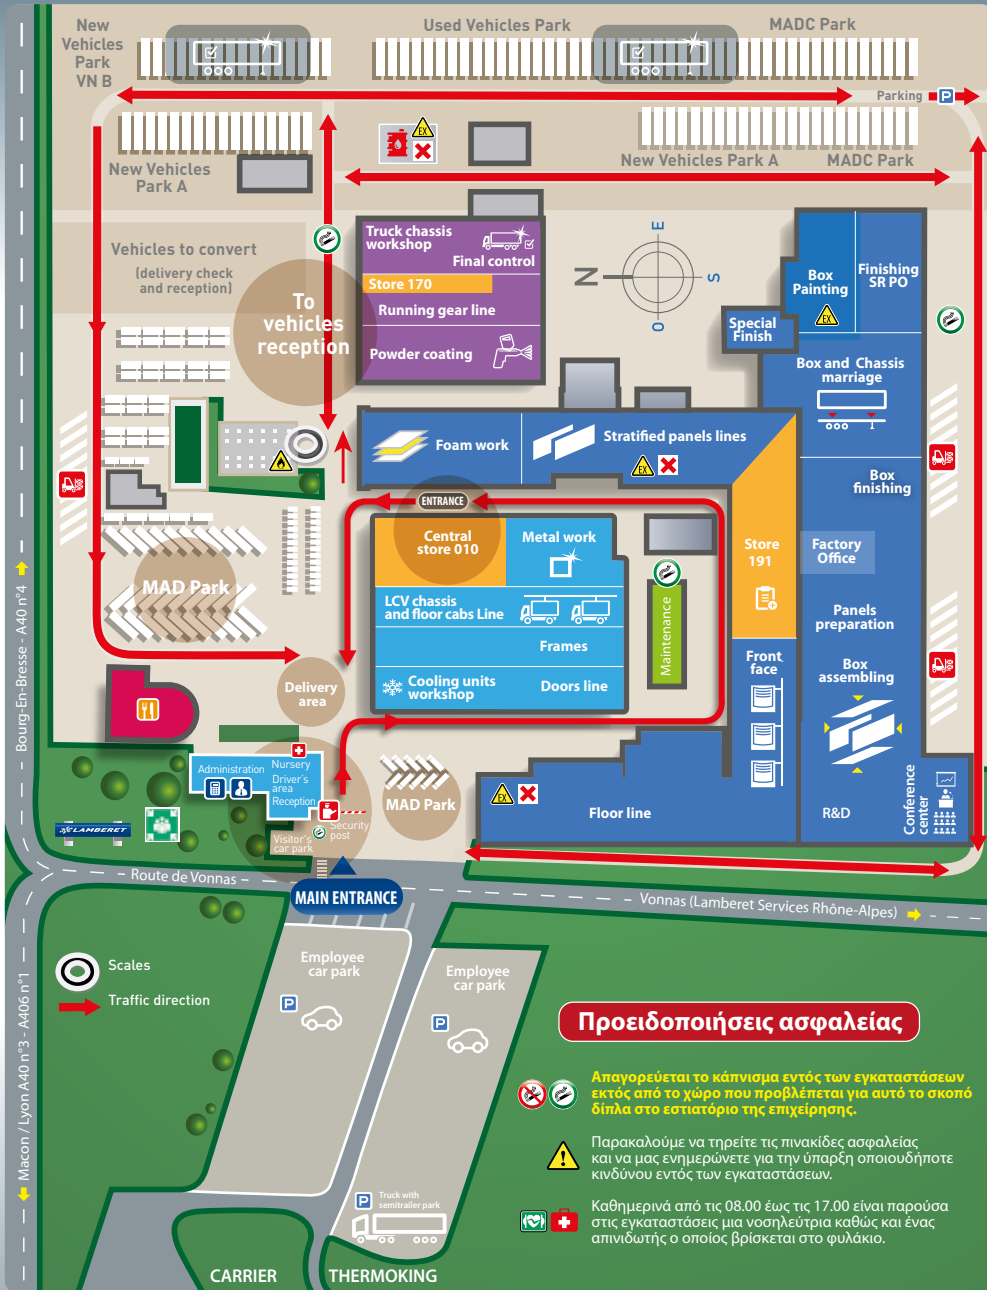 New
Vehicles
Park
VN B
Used Vehicles Park
MADC Park
Parking
P
EX
New Vehicles
Park A
New Vehicles Park A
MADC Park
Vehicles to convert
(delivery check
and reception)
To
vehicles
reception
Truck chassis
workshop
Final control
Store 170
Running gear line
Powder coating
E
N
S
O
Box
Painting
EX
Finishing
SR PO
Special
Finish
Box and Chassis
marriage
Foam work
Stratified panels lines
EX
Box
finishing
ENTRANCE
Central
store 010
Metal work
Store
191
Factory
Office
LCV chassis
and floor cabs Line
Frames
Cooling units
workshop
Doors line
Maintenance
Panels
preparation
Front
face
Box
assembling
MAD Park
Delivery
area
Administration
Nursery
Driver's
area
Reception
Security
post
Visitor's
car park
MAD Park
EX
Floor line
R&D
Conference
center
LAMBERET
Bourg-En-Bresse - A40 n°4
Route de Vonnas
MAIN ENTRANCE
Vonnas (Lamberet Services Rhône-Alpes)
Macon / Lyon A40 n°3 - A406 n°1
Scales
Traffic direction
Employee
car park
P
Employee
car park
P
Προειδοποιήσεις ασφαλείας
Απαγορεύεται το κάπνισμα εντός των εγκαταστάσεων
εκτός από το χώρο που προβλέπεται για αυτό το σκοπό
δίπλα στο εστιατόριο της επιχείρησης.
Παρακαλούμε να τηρείτε τις πινακίδες ασφαλείας
και να μας ενημερώνετε για την ύπαρξη οποιουδήποτε
κινδύνου εντός των εγκαταστάσεων.
Καθημερινά από τις 08.00 έως τις 17.00 είναι παρούσα
στις εγκαταστάσεις μια νοσηλεύτρια καθώς και ένας
απινιδωτής ο οποίος βρίσκεται στο φυλάκιο.
P
Truck with
semitrailer park
CARRIER
THERMOKING